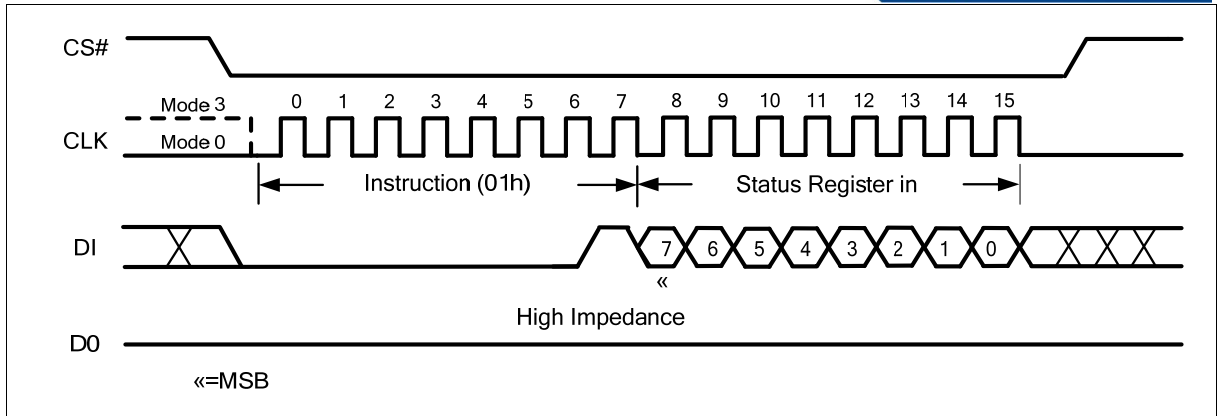 CS#
Mode 3
0 1 2 3 4 5 6 7 8 9 10 11 12 13 14 15
CLK
Mode 0
Instruction (01h)
Status Register in
DI
7 6 5 4 3 2 1 0
«
High Impedance
D0
«=MSB